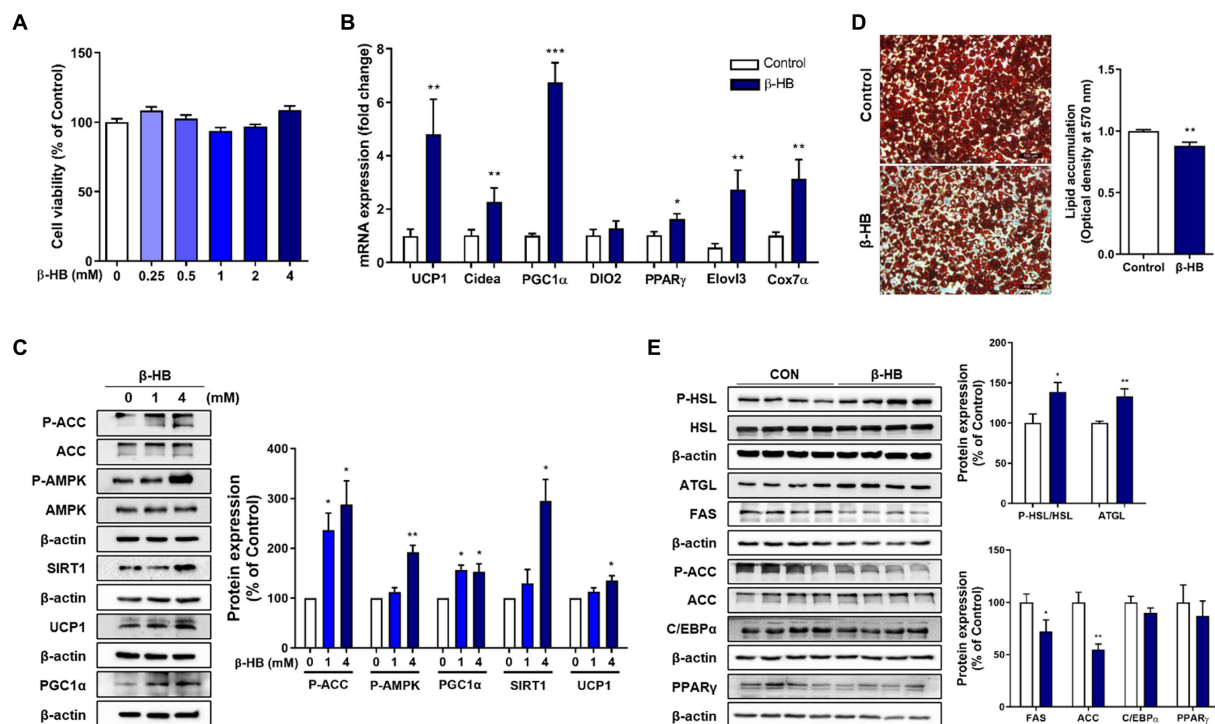 A
Cell viability (% of Control)
150
100
50
0
β-HB (mM)
0
0.25
0.5
1
2
4
B
mRNA expression (fold change)
8
6
4
2
0
**
**
***
*
**
**
Control
β-HB
UCP1
Cidea
PGC1α
DIO2
PPARγ
Elovl3
Cox7α
D
Control
β-HB
Lipid accumulation
(Optical density at 570 nm)
1.5
1.0
0.5
0.0
**
Control
β-HB
C
β-HB
0 1 4 (mM)
P-ACC
ACC
P-AMPK
AMPK
β-actin
SIRT1
β-actin
UCP1
β-actin
PGC1α
β-actin
Protein expression
(% of Control)
400
300
200
100
0
*
*
**
*
*
*
*
β-HB (mM)
0 1 4 0 1 4 0 1 4 0 1 4 0 1 4
P-ACC
P-AMPK
PGC1α
SIRT1
UCP1
E
CON
β-HB
P-HSL
HSL
β-actin
ATGL
FAS
β-actin
P-ACC
ACC
C/EBPα
β-actin
PPARγ
β-actin
Protein expression
(% of Control)
200
150
100
50
0
*
**
P-HSL/HSL
ATGL
Protein expression
(% of Control)
150
100
50
0
*
**
FAS
ACC
C/EBPα
PPARγ